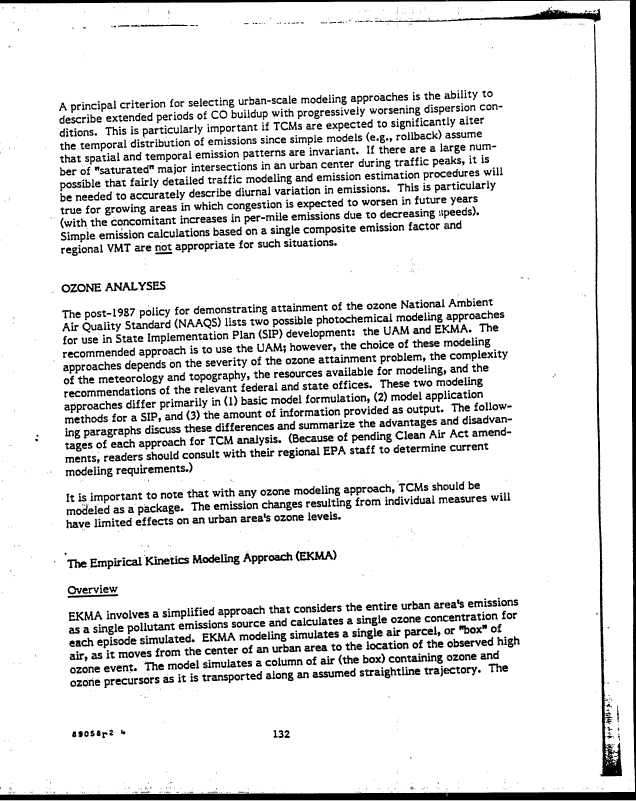 A principal criterion for selecting urban-scale modeling approaches is the ability to
describe extended periods of CO buildup with progressively worsening dispersion con-
ditions. This is particularly important if TCMs are expected to significantly alter
the temporal distribution of emissions since simple models (e.g., rollback) assume
that spatial and temporal emission patterns are invariant. If there are a large num-
ber of "saturated" major intersections in an urban center during traffic peaks, it is
possible that fairly detailed traffic modeling and emission estimation procedures will
be needed to accurately describe diurnal variation in emissions. This is particularly
true for growing areas in which congestion is expected to worsen in future years
(with the concomitant increases in per-mile emissions due to decreasing speeds).
Simple emission calculations based on a single composite emission factor and
regional VMT are not appropriate for such situations.
OZONE ANALYSES
The post-1987 policy for demonstrating attainment of the ozone National Ambient
Air Quality Standard (NAAQS) lists two possible photochemical modeling approaches
for use in State Implementation Plan (SIP) development: the UAM and EKMA. The
recommended approach is to use the UAM; however, the choice of these modeling
approaches depends on the severity of the ozone attainment problem, the complexity
of the meteorology and topography, the resources available for modeling, and the
recommendations of the relevant federal and state offices. These two modeling
approaches differ primarily in (1) basic model formulation, (2) model application
methods for a SIP, and (3) the amount of information provided as output. The follow-
ing paragraphs discuss these differences and summarize the advantages and disadvan-
tages of each approach for TCM analysis. (Because of pending Clean Air Act amend-
ments, readers should consult with their regional EPA staff to determine current
modeling requirements.)
It is important to note that with any ozone modeling approach, TCMs should be
modeled as a package. The emission changes resulting from individual measures will
have limited effects on an urban area's ozone levels.
The Empirical Kinetics Modeling Approach (EKMA)
Overview
EKMA involves a simplified approach that considers the entire urban area's emissions
as a single pollutant emissions source and calculates a single ozone concentration for
each episode simulated. EKMA modeling simulates a single air parcel, or "box" of
air, as it moves from the center of an urban area to the location of the observed high
ozone event. The model simulates a column of air (the box) containing ozone and
ozone precursors as it is transported along an assumed straightline trajectory. The
89058r2 4
132